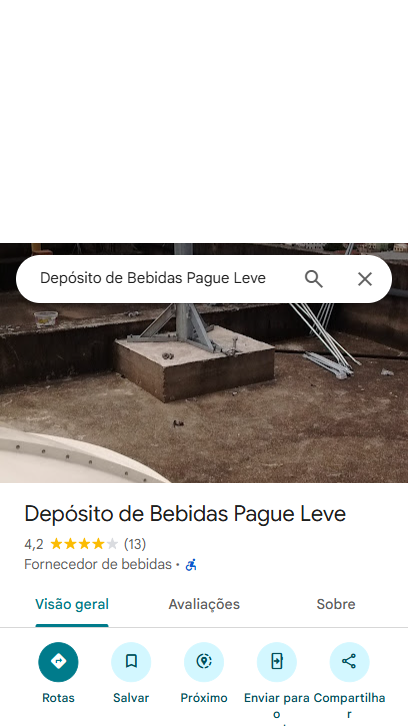 Depósito de Bebidas Pague Leve
Depósito de Bebidas Pague Leve
4,2 (13)
Fornecedor de bebidas ·
Visão geral Avaliações Sobre
Rotas Salvar Próximo Enviar para o Compartilhar